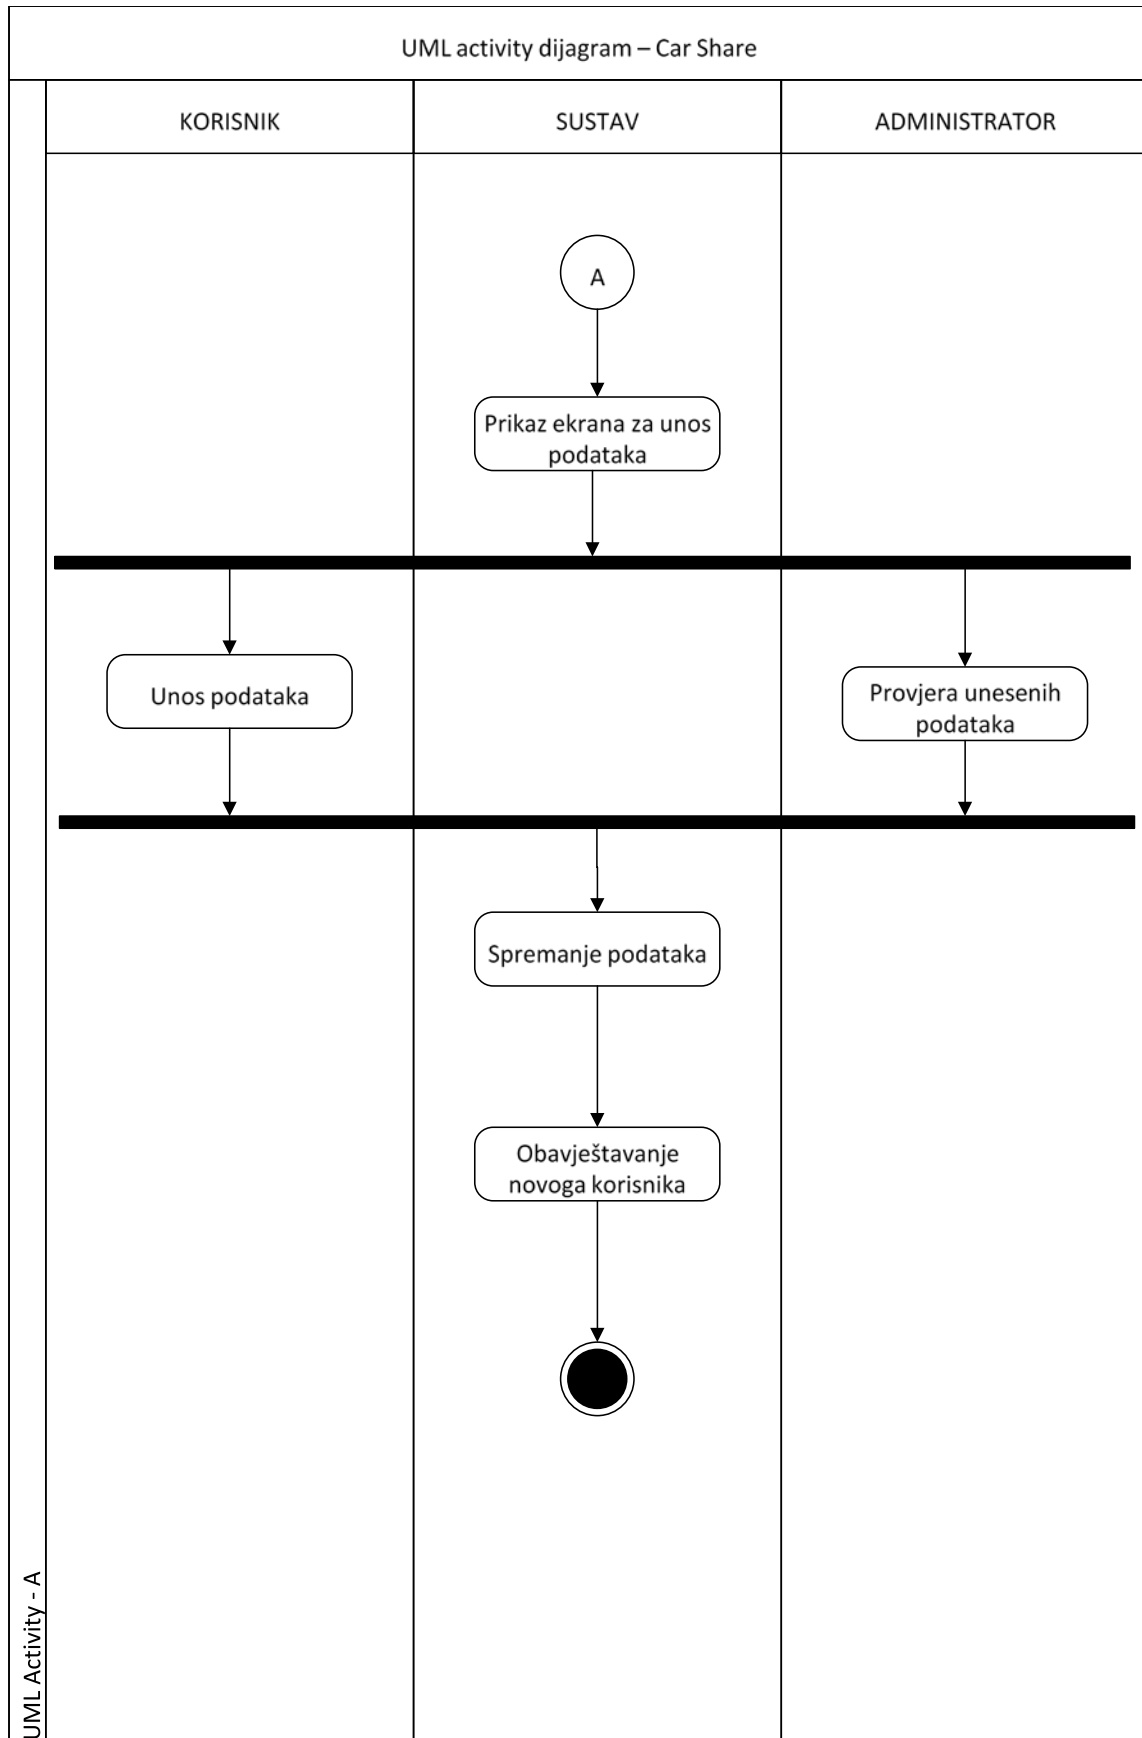 UML activity dijagram – Car Share
KORISNIK
SUSTAV
ADMINISTRATOR
A
Prikaz ekrana za unos
podataka
Unos podataka
Provjera unesenih
podataka
Spremanje podataka
Obavještavanje
novoga korisnika
UML Activity - A